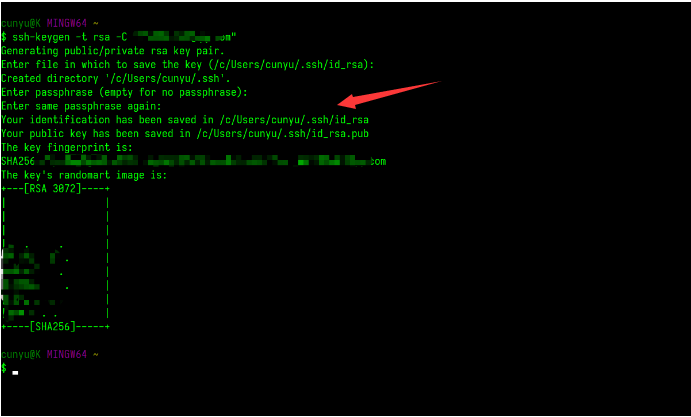 cunyu@K MINGW64 ~
$ ssh-keygen -t rsa -C om"
Generating public/private rsa key pair.
Enter file in which to save the key (/c/Users/cunyu/.ssh/id_rsa):
Created directory '/c/Users/cunyu/.ssh'.
Enter passphrase (empty for no passphrase):
Enter same passphrase again:
Your identification has been saved in /c/Users/cunyu/.ssh/id_rsa
Your public key has been saved in /c/Users/cunyu/.ssh/id_rsa.pub
The key fingerprint is:
SHA256 com
The key's randomart image is:
+---[RSA 3072]----+
| |
| |
| |
| . . |
. |
. |
. |
|
| . . |
+----[SHA256]-----+
cunyu@K MINGW64 ~
$